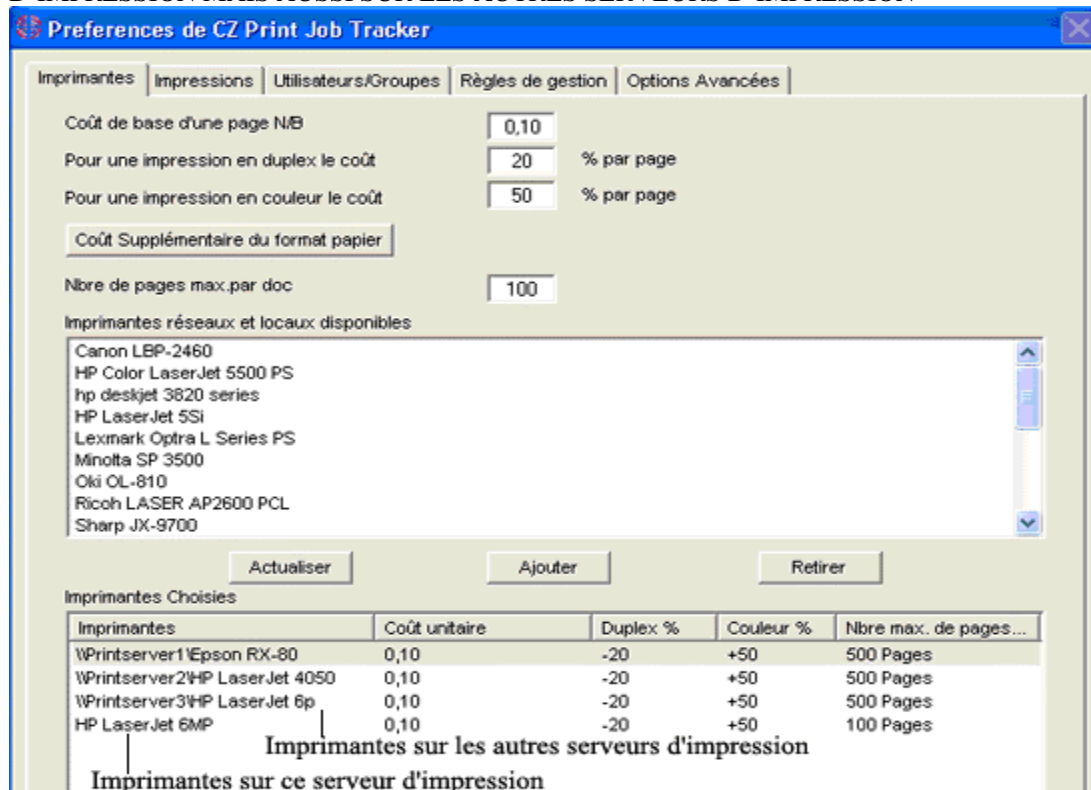 D'IMPRESSION MAIS AUSSI SUR LES AUTRES SERVEURS D'IMPRESSION
Preferences de CZ Print Job Tracker
Imprimantes Impressions Utilisateurs/Groupes Règles de gestion Options Avancées
Coût de base d'une page N/B 0,10
Pour une impression en duplex le coût 20 % par page
Pour une impression en couleur le coût 50 % par page
Coût Supplémentaire du format papier
Nbre de pages max.par doc 100
Imprimantes réseaux et locaux disponibles
Canon LBP-2460
HP Color LaserJet 5500 PS
hp deskjet 3820 series
HP LaserJet 5Si
Lexmark Optra L Series PS
Minolta SP 3500
Oki OL-810
Ricoh LASER AP2600 PCL
Sharp JX-9700
Actualiser Ajouter Retirer
Imprimantes Choisies
Imprimantes Coût unitaire Duplex % Couleur % Nbre max. de pages...
\\Printserver1\Epson RX-80 0,10 -20 +50 500 Pages
\\Printserver2\HP LaserJet 4050 0,10 -20 +50 500 Pages
\\Printserver3\HP LaserJet 6p 0,10 -20 +50 500 Pages
HP LaserJet 6MP 0,10 -20 +50 100 Pages
Imprimantes sur les autres serveurs d'impression
Imprimantes sur ce serveur d'impression